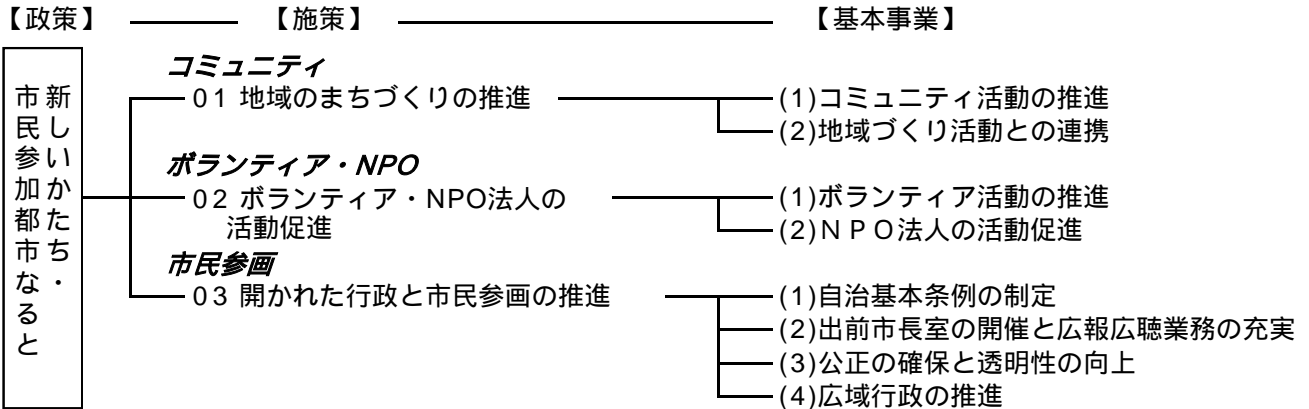 【政策】 【施策】 【基本事業】
新しいかたち・
市民参加都市なると
コミュニティ
01 地域のまちづくりの推進
(1)コミュニティ活動の推進
(2)地域づくり活動との連携
ボランティア・NPO
02 ボランティア・NPO法人の
活動促進
(1)ボランティア活動の推進
(2)ＮＰＯ法人の活動促進
市民参画
03 開かれた行政と市民参画の推進
(1)自治基本条例の制定
(2)出前市長室の開催と広報広聴業務の充実
(3)公正の確保と透明性の向上
(4)広域行政の推進